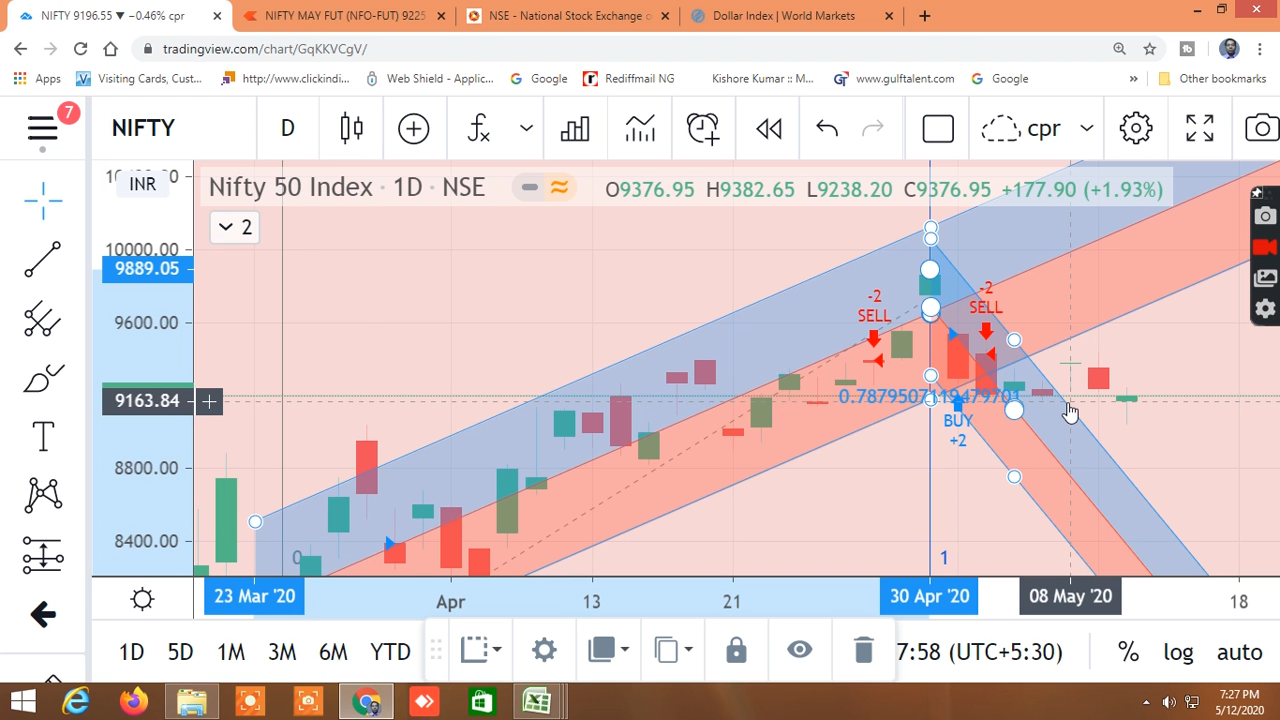 NIFTY 9196.55 ▼ −0.46% cpr
NIFTY MAY FUT (NFO-FUT) 9225
NSE - National Stock Exchange o
Dollar Index | World Markets
tradingview.com/chart/GqKKVCgV/
Apps
Visiting Cards, Cust...
http://www.clickindi...
Web Shield - Applic...
Google
Rediffmail NG
Kishore Kumar :: M...
www.gulftalent.com
Google
»
Other bookmarks
7
NIFTY
D
cpr
INR
Nifty 50 Index · 1D · NSE
O9376.95 H9382.65 L9238.20 C9376.95 +177.90 (+1.93%)
2
10000.00
9889.05
9600.00
9163.84
8800.00
8400.00
-2
SELL
-2
SELL
BUY
+2
0
1
23 Mar '20
Apr
13
21
30 Apr '20
08 May '20
18
1D
5D
1M
3M
6M
YTD
7:58 (UTC+5:30)
%
log
auto
7:27 PM
5/12/2020